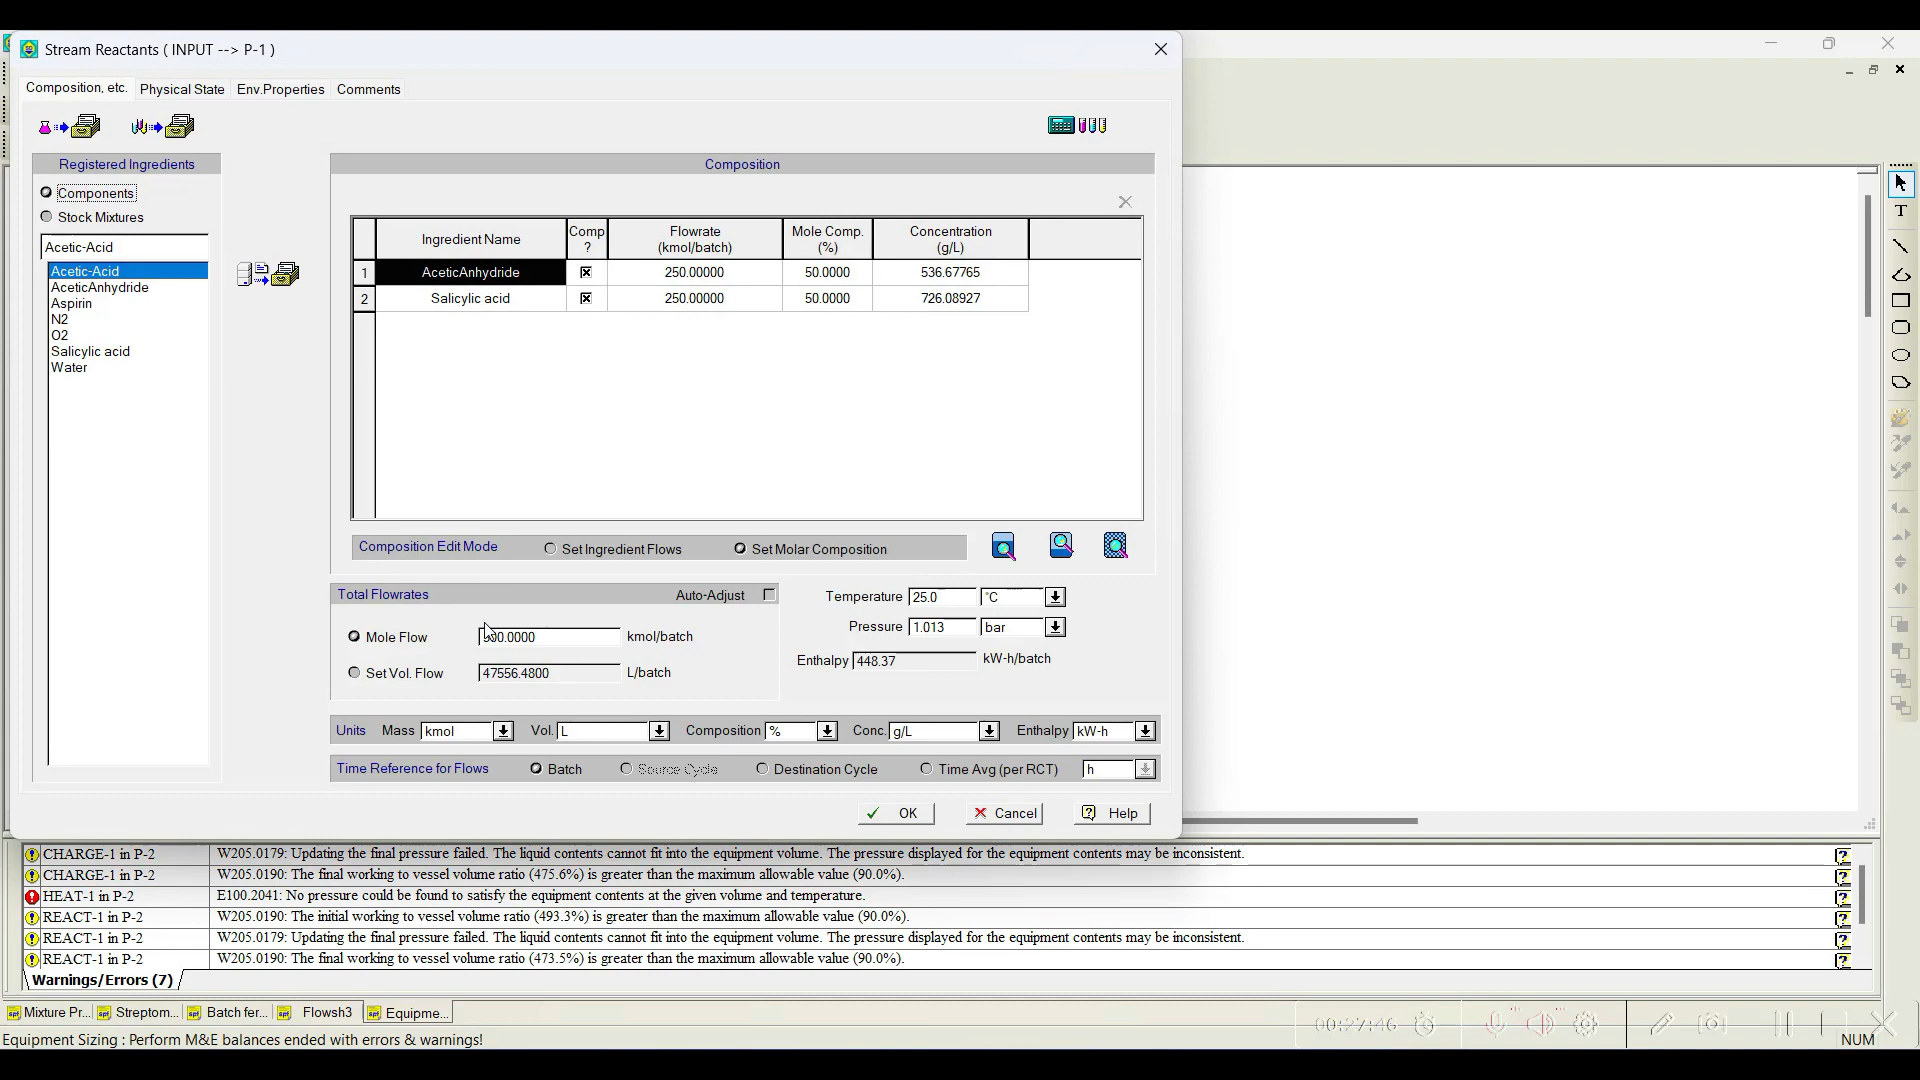 Stream Reactants ( INPUT --> P-1 )
Composition, etc. Physical State Env.Properties Comments
Registered Ingredients
Composition
Components
Stock Mixtures
Acetic-Acid
Acetic-Acid
AceticAnhydride
Aspirin
N2
O2
Salicylic acid
Water
Ingredient Name Comp ? Flowrate (kmol/batch) Mole Comp. (%) Concentration (g/L)
1 AceticAnhydride 250.00000 50.0000 536.67765
2 Salicylic acid 250.00000 50.0000 726.08927
Composition Edit Mode Set Ingredient Flows Set Molar Composition
Total Flowrates Auto-Adjust
Mole Flow 00.0000 kmol/batch
Set Vol. Flow 47556.4800 L/batch
Temperature 25.0 °C
Pressure 1.013 bar
Enthalpy 448.37 kW-h/batch
Units Mass kmol Vol. L Composition % Conc. g/L Enthalpy kW-h
Time Reference for Flows Batch Source Cycle Destination Cycle Time Avg (per RCT) h
OK Cancel Help
T
CHARGE-1 in P-2 W205.0179: Updating the final pressure failed. The liquid contents cannot fit into the equipment volume. The pressure displayed for the equipment contents may be inconsistent.
CHARGE-1 in P-2 W205.0190: The final working to vessel volume ratio (475.6%) is greater than the maximum allowable value (90.0%).
HEAT-1 in P-2 E100.2041: No pressure could be found to satisfy the equipment contents at the given volume and temperature.
REACT-1 in P-2 W205.0190: The initial working to vessel volume ratio (493.3%) is greater than the maximum allowable value (90.0%).
REACT-1 in P-2 W205.0179: Updating the final pressure failed. The liquid contents cannot fit into the equipment volume. The pressure displayed for the equipment contents may be inconsistent.
REACT-1 in P-2 W205.0190: The final working to vessel volume ratio (473.5%) is greater than the maximum allowable value (90.0%).
Warnings/Errors (7)
Mixture Pr... Streptom... Batch fer... Flowsh3 Equipme...
00:27:46
Equipment Sizing : Perform M&E balances ended with errors & warnings!
NUM